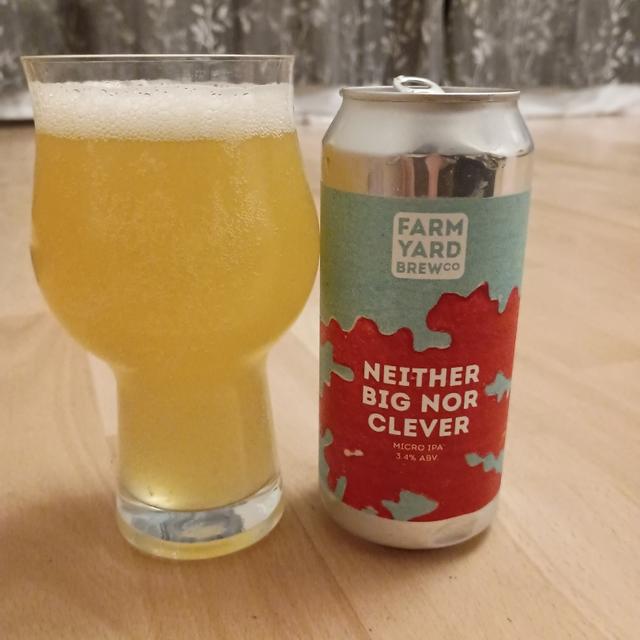 FARM
YARD
BREWCO
NEITHER
BIG NOR
CLEVER
MICRO IPA
3.4% ABV